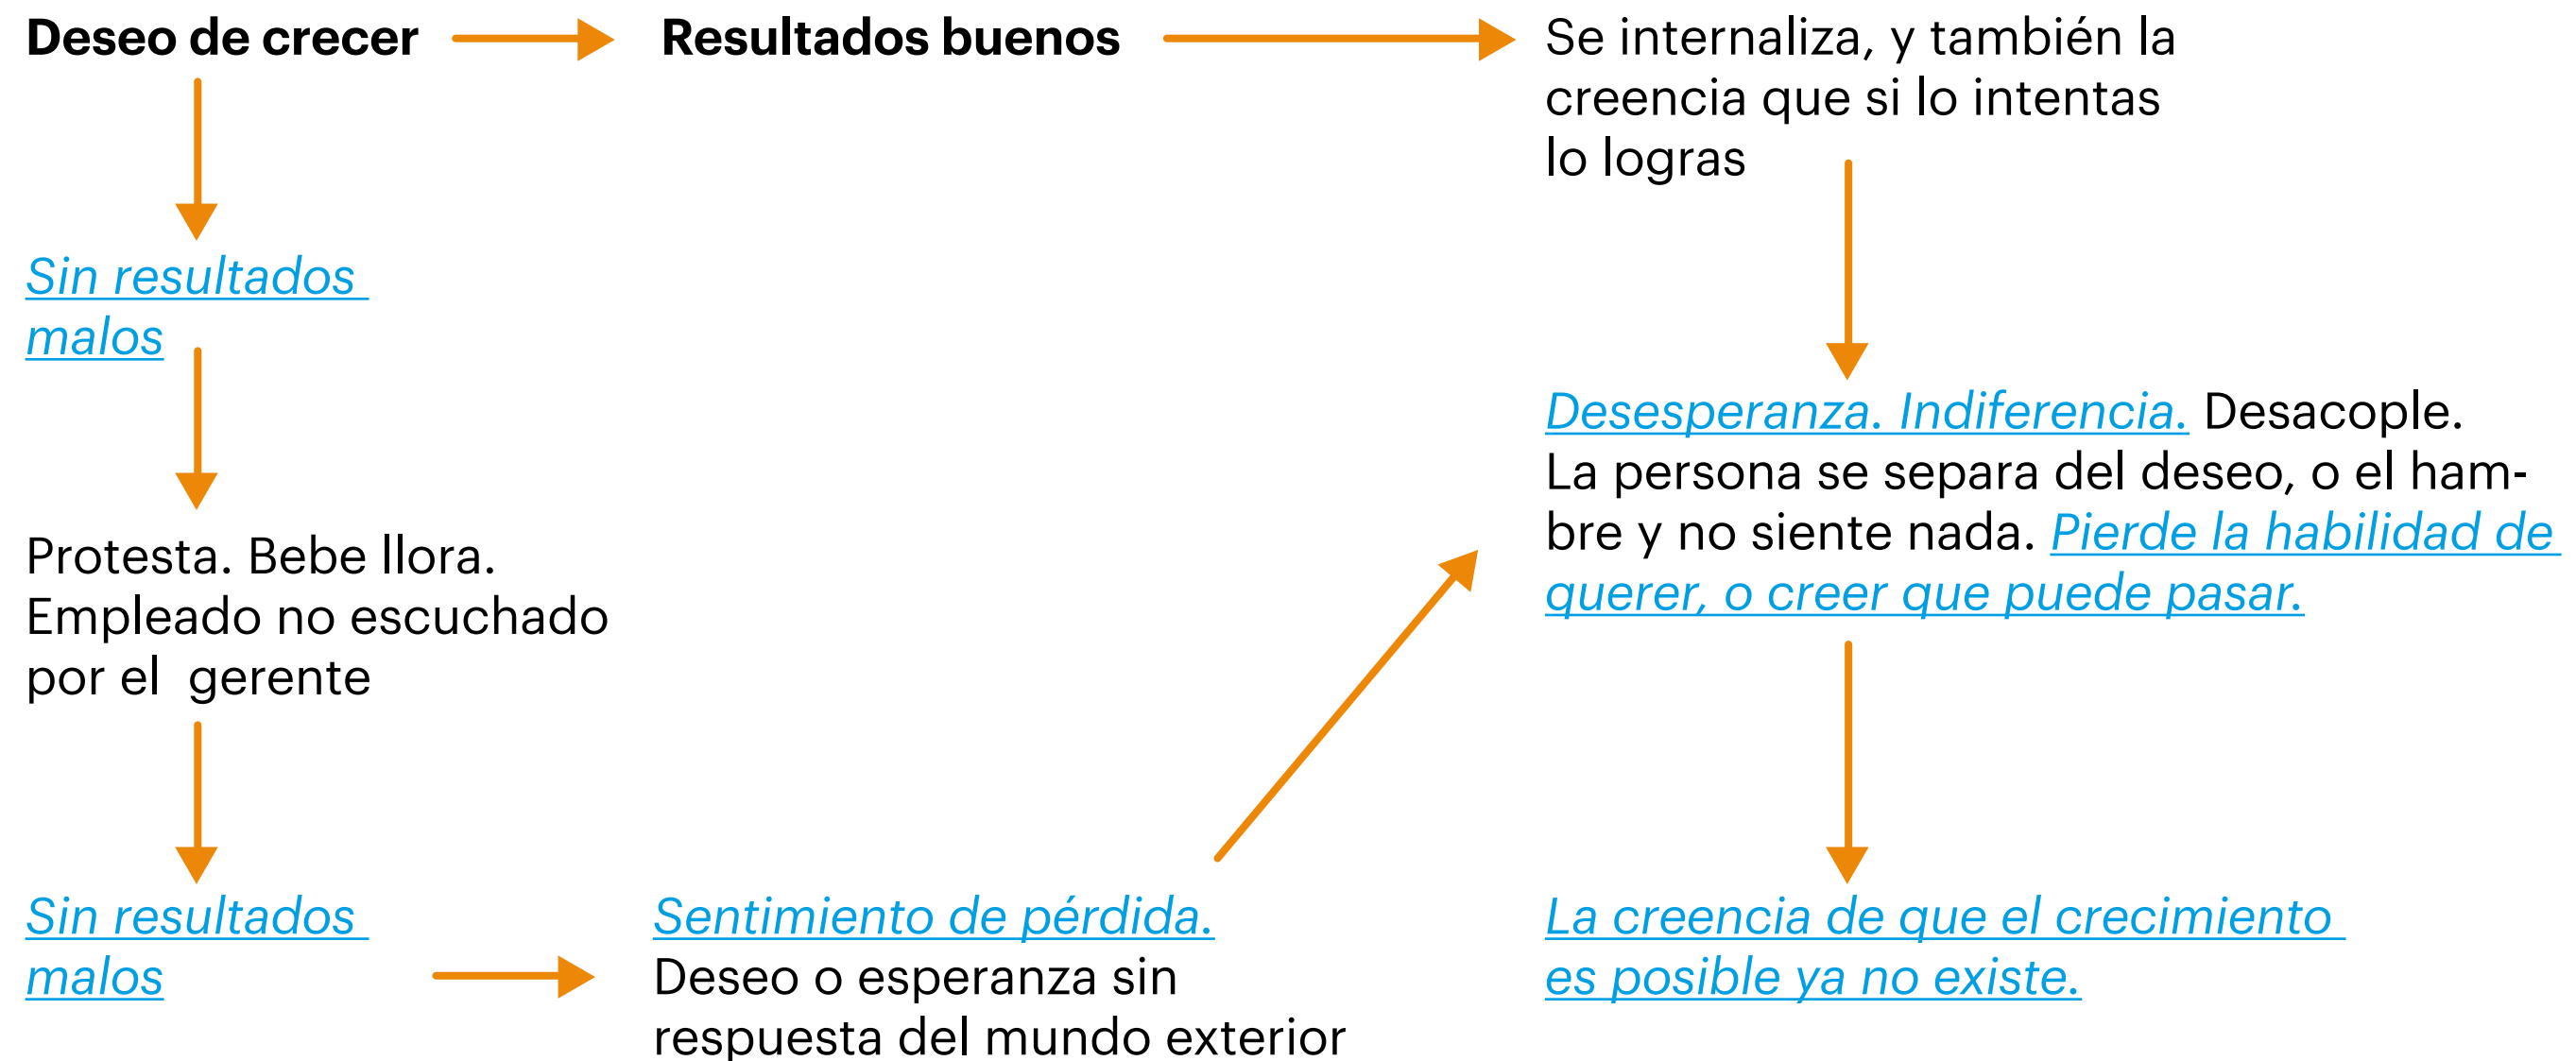 Deseo de crecer
Resultados buenos
Se internaliza, y también la
creencia que si lo intentas
lo logras
Sin resultados
malos
Desesperanza. Indiferencia. Desacople.
La persona se separa del deseo, o el ham-
bre y no siente nada. Pierde la habilidad de
querer, o creer que puede pasar.
Protesta. Bebe llora.
Empleado no escuchado
por el  gerente
Sin resultados
malos
Sentimiento de pérdida.
Deseo o esperanza sin
respuesta del mundo exterior
La creencia de que el crecimiento
es posible ya no existe.